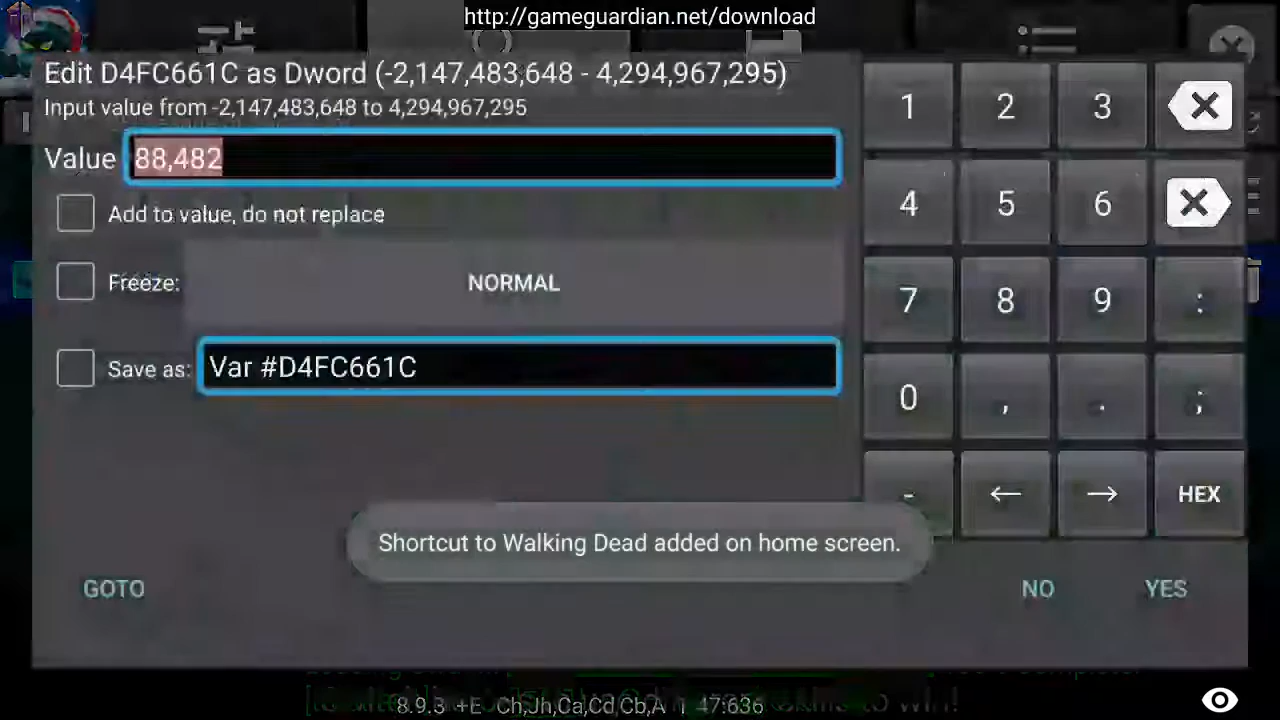 http://gameguardian.net/download
Edit D4FC661C as Dword (-2,147,483,648 - 4,294,967,295)
Input value from -2,147,483,648 to 4,294,967,295
Value 88,482
Add to value, do not replace
Freeze: NORMAL
Save as: Var #D4FC661C
1 2 3
4 5 6
7 8 9 :
0 , . ;
- ← → HEX
Shortcut to Walking Dead added on home screen.
GOTO NO YES
8.9.3 +E Ch,Jh,Ca,Cd,Cb,A | 47:636